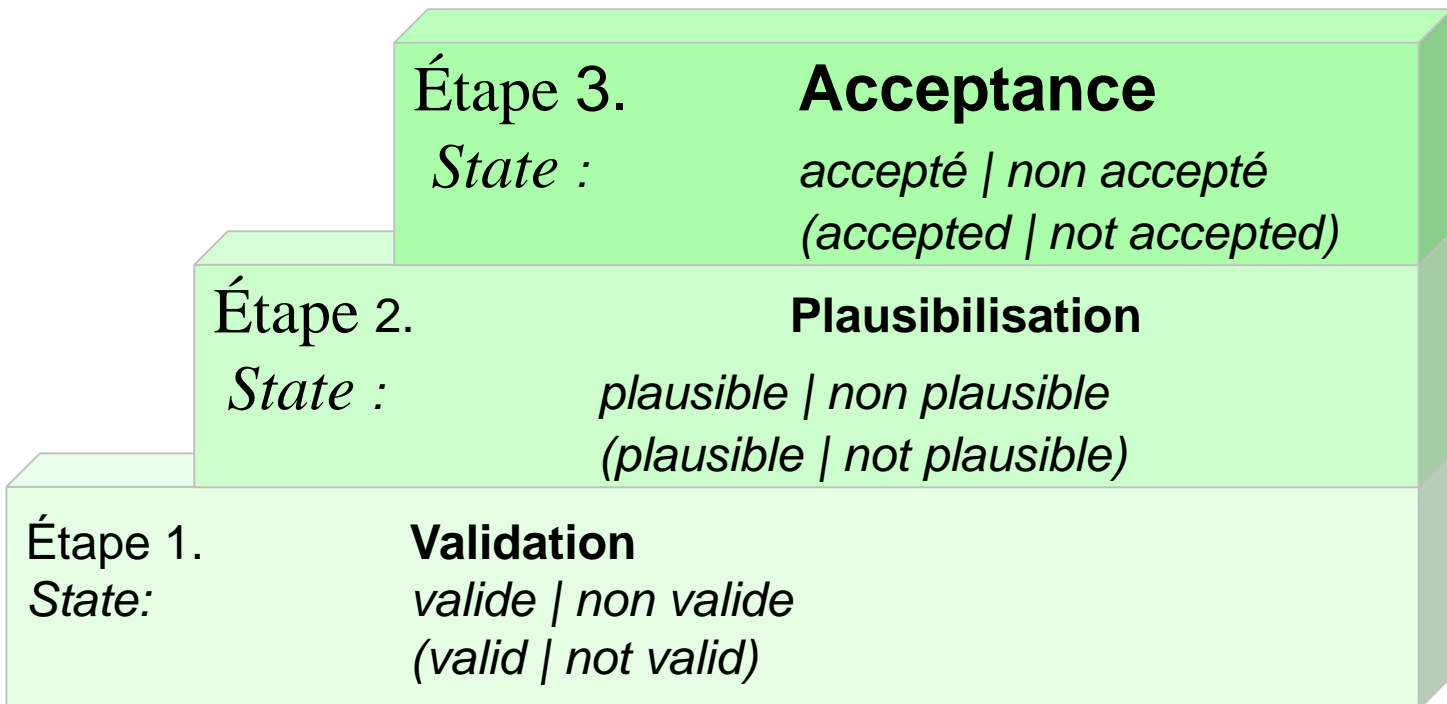 Étape 3. Acceptance
State : accepté | non accepté
(accepted | not accepted)
Étape 2. Plausibilisation
State : plausible | non plausible
(plausible | not plausible)
Étape 1. Validation
State: valide | non valide
(valid | not valid)